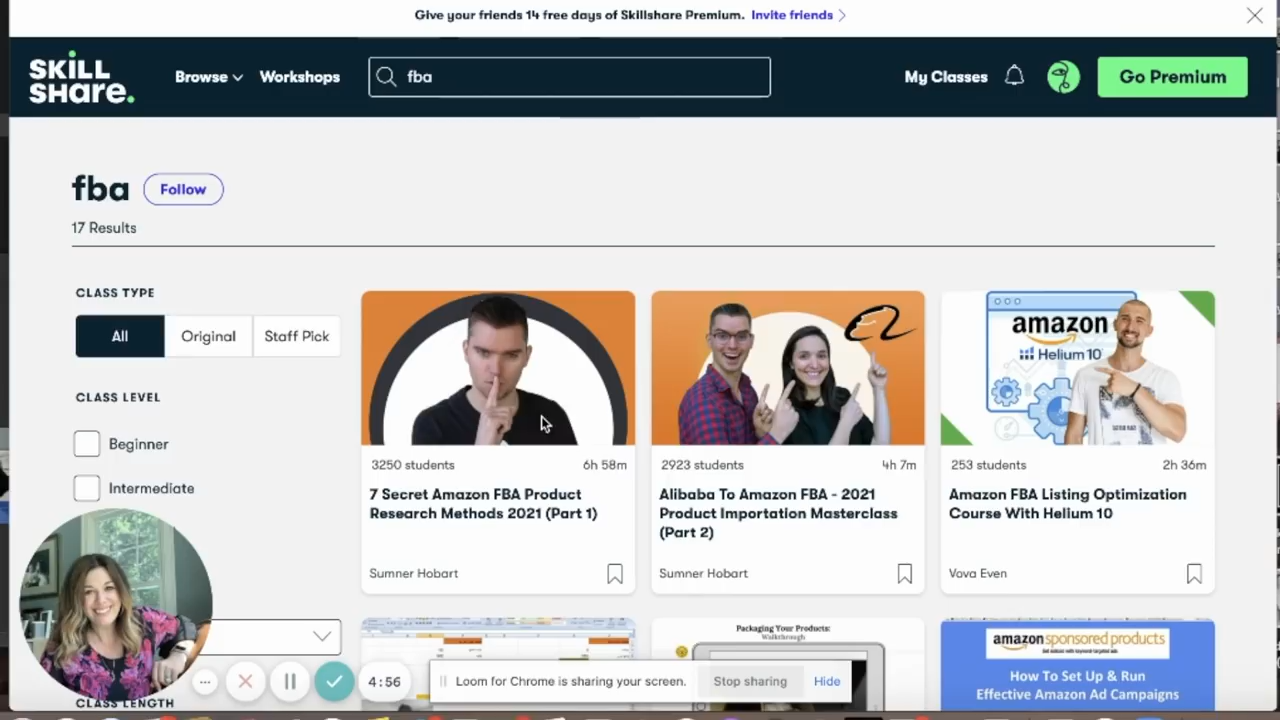 Give your friends 14 free days of Skillshare Premium. Invite friends
SKILL
SHARE.
Browse
Workshops
fba
My Classes
Go Premium
fba
Follow
17 Results
CLASS TYPE
All
Original
Staff Pick
CLASS LEVEL
Beginner
Intermediate
3250 students
6h 58m
7 Secret Amazon FBA Product
Research Methods 2021 (Part 1)
Sumner Hobart
2923 students
4h 7m
Alibaba To Amazon FBA - 2021
Product Importation Masterclass
(Part 2)
Sumner Hobart
amazon
Helium 10
253 students
2h 36m
Amazon FBA Listing Optimization
Course With Helium 10
Vova Even
Packaging Your Products:
Walkthrough
amazon sponsored products
How To Set Up & Run
Effective Amazon Ad Campaigns
4:56
Loom for Chrome is sharing your screen.
Stop sharing
Hide
CLASS LENGTH